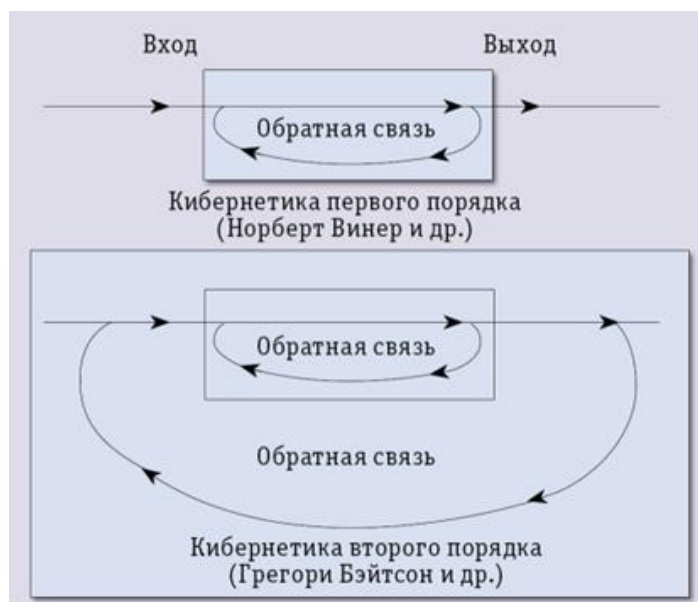 Вход
Выход
Обратная связь
Кибернетика первого порядка
(Норберт Винер и др.)
Обратная связь
Обратная связь
Кибернетика второго порядка
(Грегори Бэйтсон и др.)